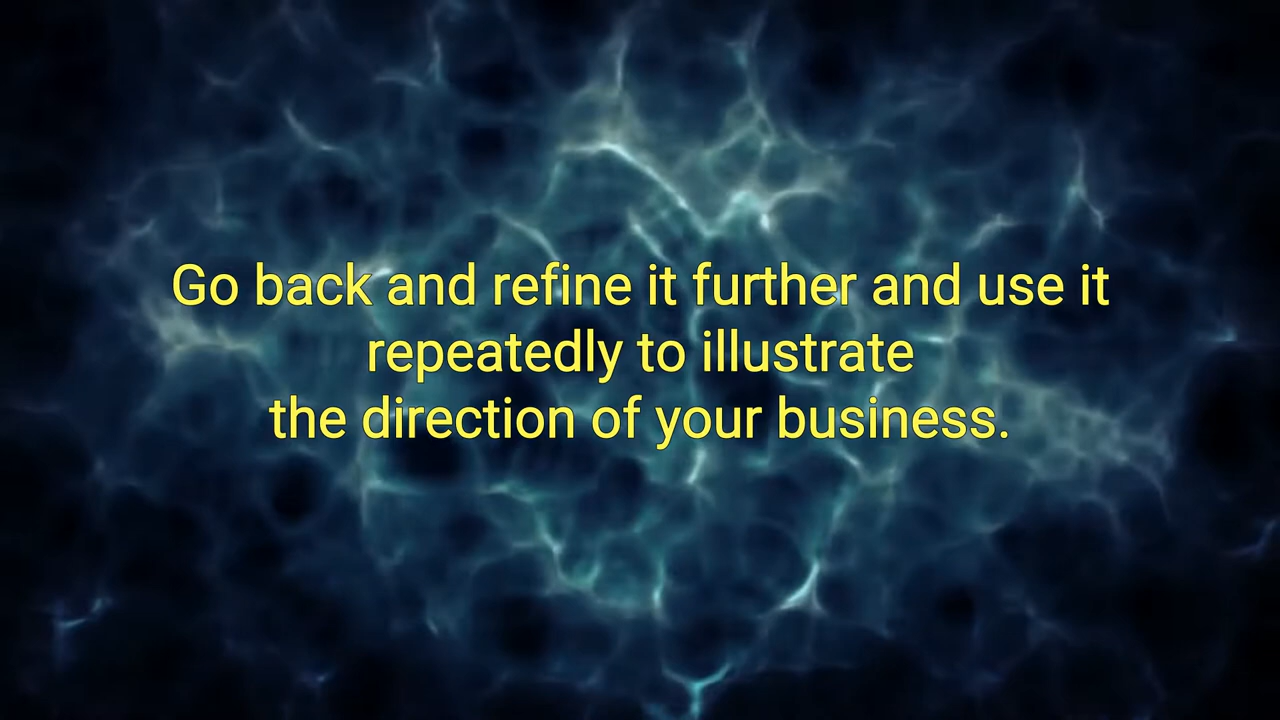 Go back and refine it further and use it
repeatedly to illustrate
the direction of your business.